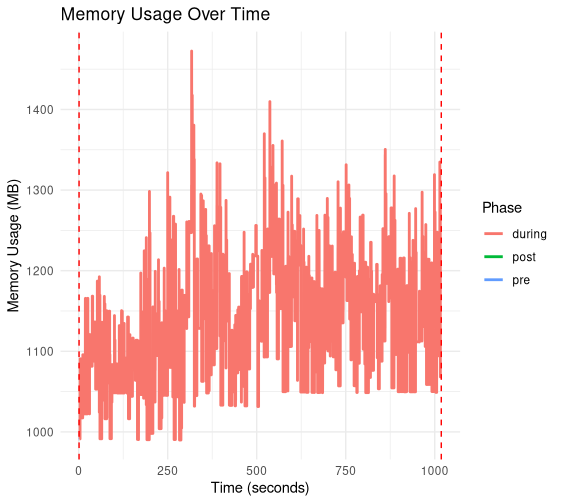 Memory Usage Over Time
Memory Usage (MB)
1400
1300
1200
1100
1000
0
250
500
750
1000
Time (seconds)
Phase
during
post
pre